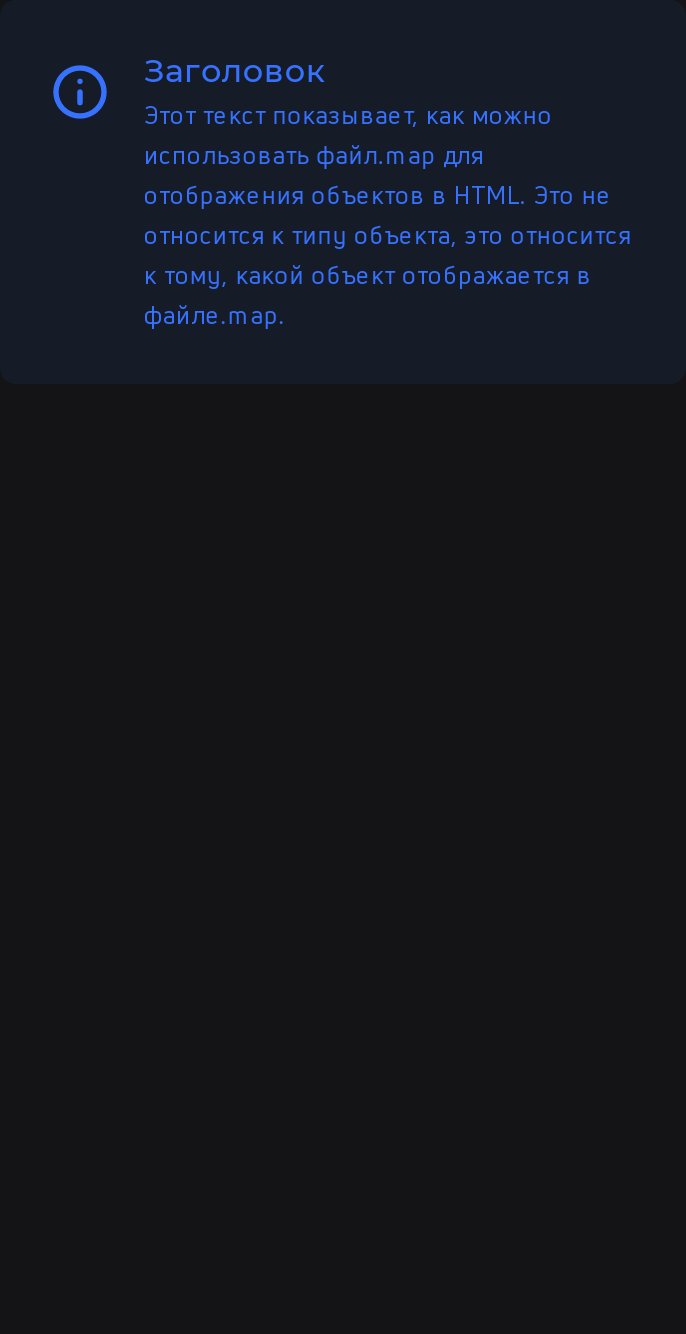 Заголовок
Этот текст показывает, как можно
использовать файл.map для
отображения объектов в HTML. Это не
относится к типу объекта, это относится
к тому, какой объект отображается в
файле.map.